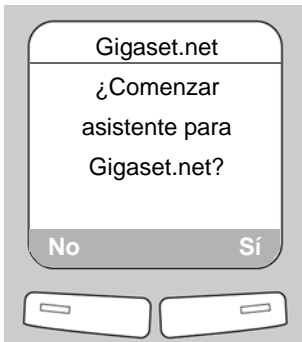 Gigaset.net
¿Comenzar
asistente para
Gigaset.net?
No Sí